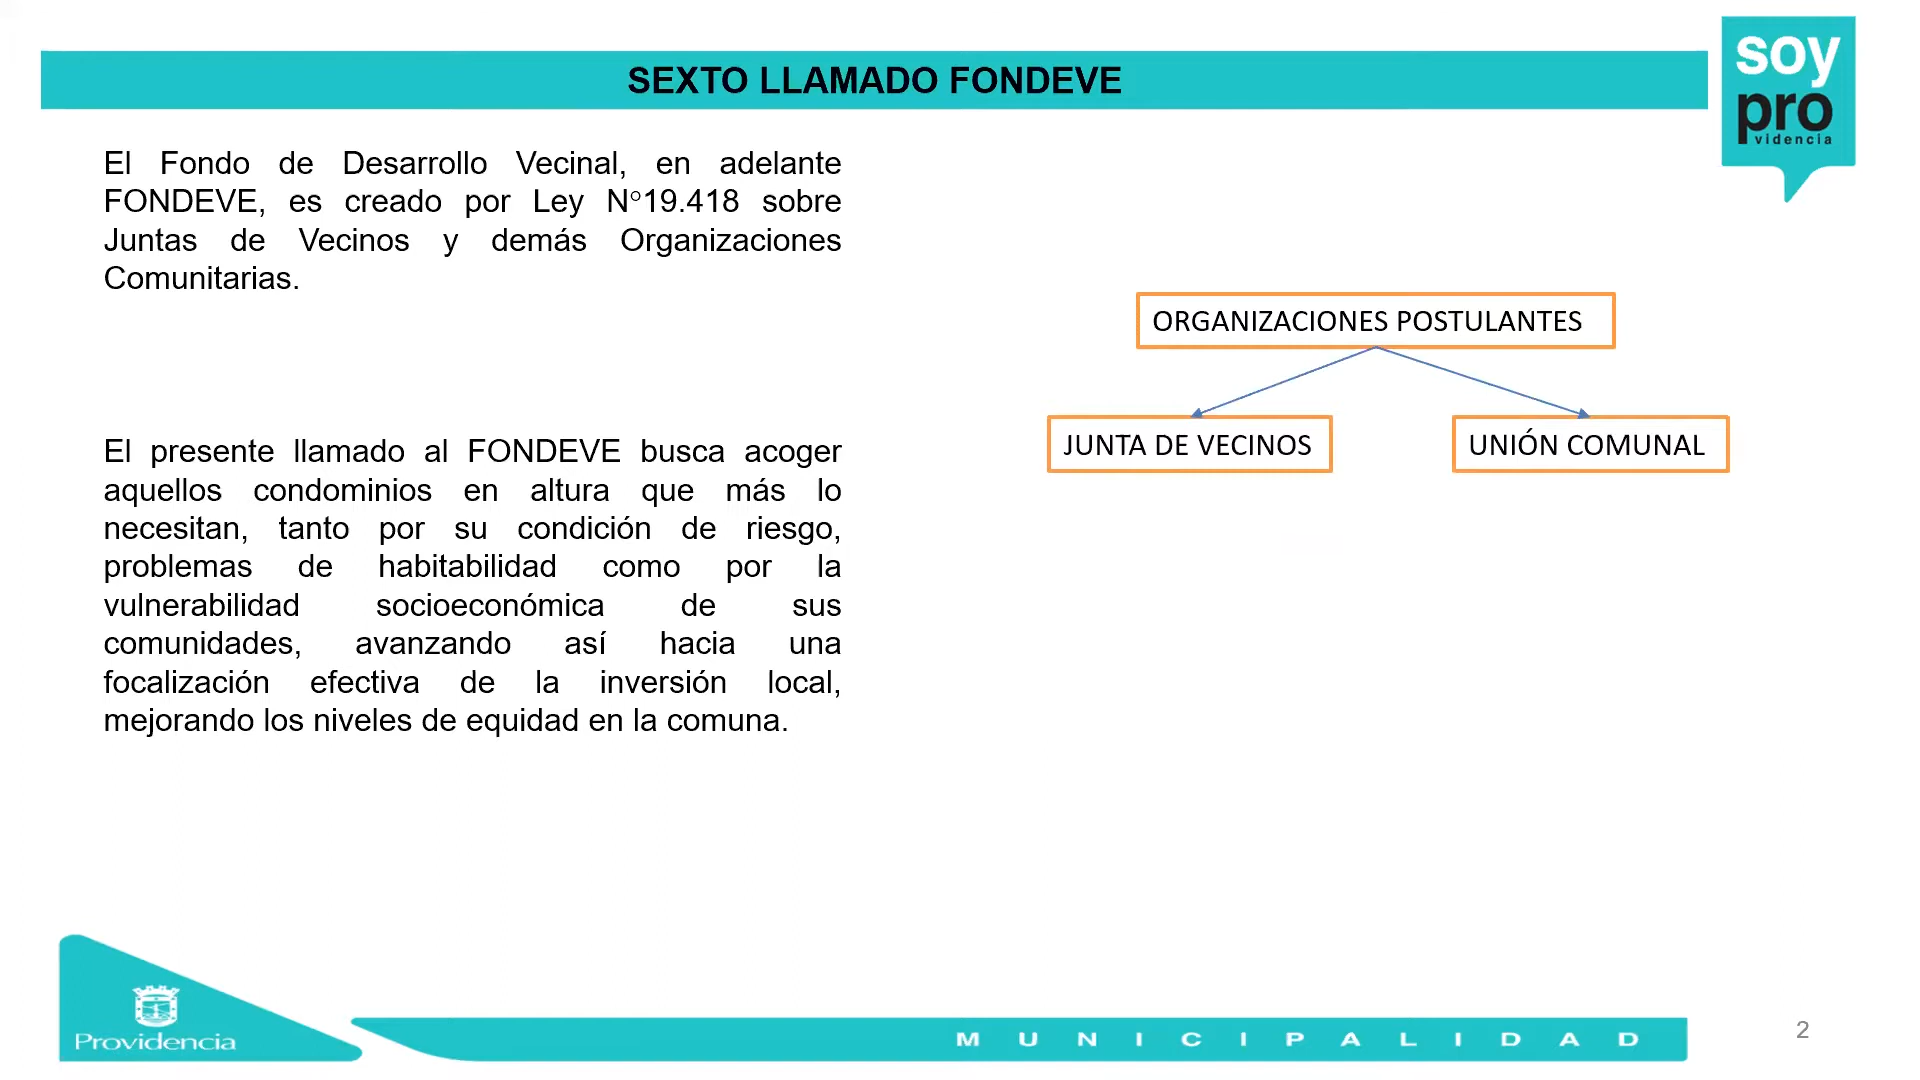 SEXTO LLAMADO FONDEVE
soy
pro
videncia
El Fondo de Desarrollo Vecinal, en adelante
FONDEVE, es creado por Ley N°19.418 sobre
Juntas de Vecinos y demás Organizaciones
Comunitarias.
El presente llamado al FONDEVE busca acoger
aquellos condominios en altura que más lo
necesitan, tanto por su condición de riesgo,
problemas de habitabilidad como por la
vulnerabilidad socioeconómica de sus
comunidades, avanzando así hacia una
focalización efectiva de la inversión local,
mejorando los niveles de equidad en la comuna.
ORGANIZACIONES POSTULANTES
JUNTA DE VECINOS
UNIÓN COMUNAL
Providencia
MUNICIPALIDAD
2